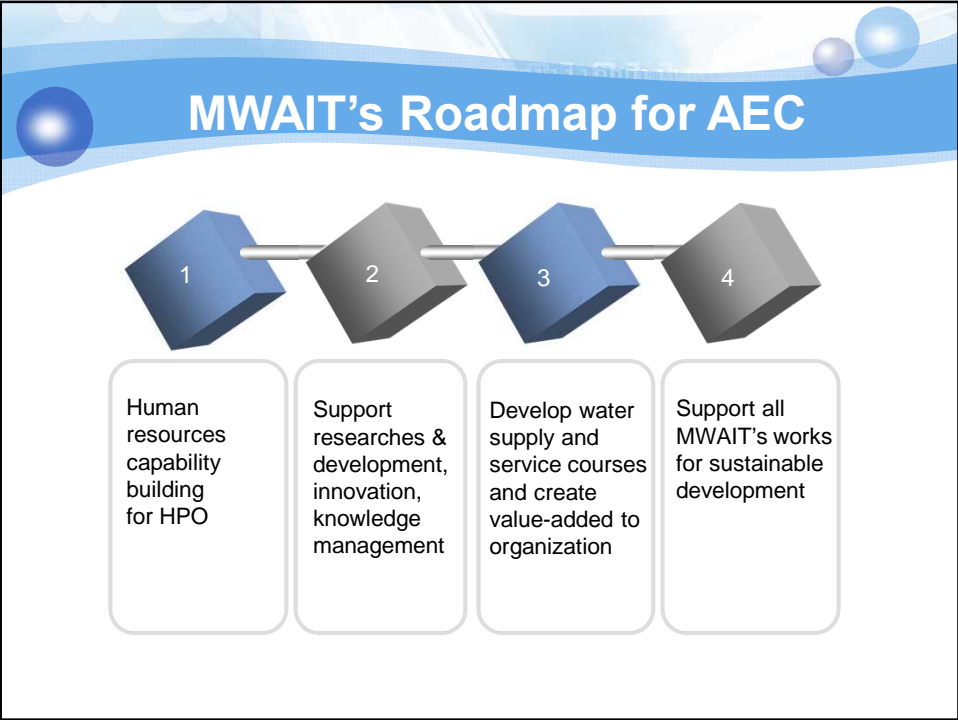 MWAIT's Roadmap for AEC
1
2
3
4
Human
resources
capability
building
for HPO
Support
researches &
development,
innovation,
knowledge
management
Develop water
supply and
service courses
and create
value-added to
organization
Support all
MWAIT's works
for sustainable
development